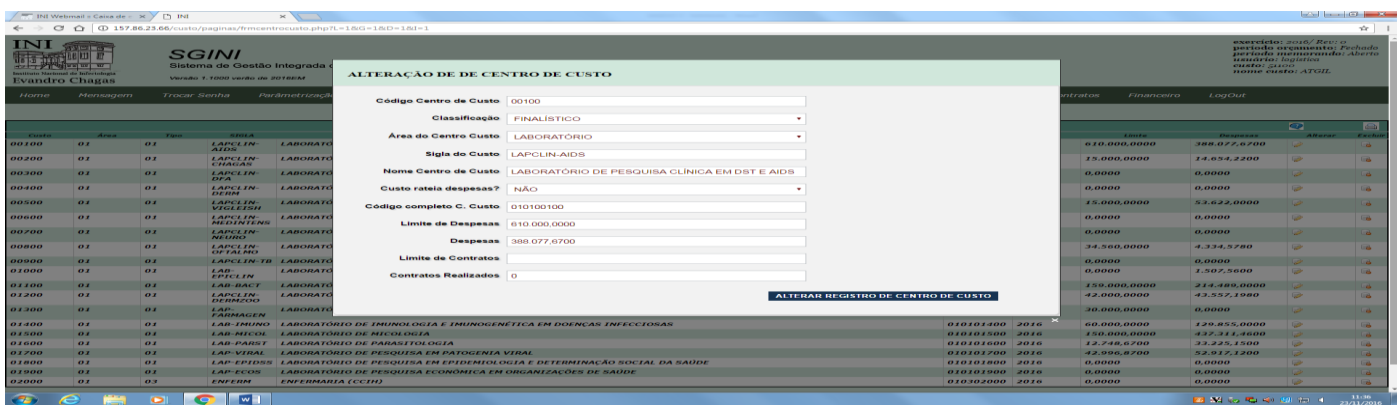 INI Webmail :: Caixa de
INI
157.86.23.66/custo/paginas/frmcentrocusto.php?L=1&G=1&D=1&I=1
INI
Instituto Nacional de Infectologia
Evandro Chagas
SGINI
Sistema de Gestão Integrada
Versão 1.1000 verão de 2016EM
exercício: 2016/ Rev: 0
período orçamento: Fechado
período memorando: Aberto
usuário: logistica
custo: 51100
nome custo: ATGIL
Home Mensagem Trocar Senha Parâmetrizaçã
ontratos Financeiro LogOut
ALTERAÇÃO DE DE CENTRO DE CUSTO
Código Centro de Custo 00100
Classificação FINALÍSTICO
Área do Centro Custo LABORATÓRIO
Sigla do Custo LAPCLIN-AIDS
Nome Centro de Custo LABORATÓRIO DE PESQUISA CLÍNICA EM DST E AIDS
Custo rateia despesas? NÃO
Código completo C. Custo 010100100
Limite de Despesas 610.000,0000
Despesas 388.077,6700
Limite de Contratos
Contratos Realizados 0
ALTERAR REGISTRO DE CENTRO DE CUSTO
Custo Área Tipo SIGLA Limite Despesas Alterar Excluir
00100 01 01 LAPCLIN-AIDS LABORATÓ 610.000,0000 388.077,6700
00200 01 01 LAPCLIN-CHAGAS LABORATÓ 15.000,0000 14.654,2200
00300 01 01 LAPCLIN-DFA LABORATÓ 0,0000 0,0000
00400 01 01 LAPCLIN-DERM LABORATÓ 0,0000 0,0000
00500 01 01 LAPCLIN-VIGLEISH LABORATÓ 15.000,0000 53.622,0000
00600 01 01 LAPCLIN-MEDINTENS LABORATÓ 0,0000 0,0000
00700 01 01 LAPCLIN-NEURO LABORATÓ 0,0000 0,0000
00800 01 01 LAPCLIN-OFTALMO LABORATÓ 34.560,0000 4.334,5780
00900 01 01 LAPCLIN-TB LABORATÓ 0,0000 0,0000
01000 01 01 LAB-EPICLIN LABORATÓ 0,0000 1.507,5600
01100 01 01 LAB-BACT LABORATÓ 159.000,0000 214.489,0000
01200 01 01 LAPCLIN-DERMZOO LABORATÓ 42.000,0000 43.557,1980
01300 01 01 LAP-FARMAGEN LABORATÓ 30.000,0000 0,0000
01400 01 01 LAB-IMUNO LABORATÓRIO DE IMUNOLOGIA E IMUNOGENÉTICA EM DOENÇAS INFECCIOSAS 010101400 2016 60.000,0000 129.855,0000
01500 01 01 LAB-MICOL LABORATÓRIO DE MICOLOGIA 010101500 2016 150.000,0000 437.311,4600
01600 01 01 LAB-PARST LABORATÓRIO DE PARASITOLOGIA 010101600 2016 12.748,6700 33.225,1500
01700 01 01 LAP-VIRAL LABORATÓRIO DE PESQUISA EM PATOGENIA VIRAL 010101700 2016 42.996,8700 52.917,1200
01800 01 01 LAP-EPIDSS LABORATÓRIO DE PESQUISA EM EPIDEMIOLOGIA E DETERMINAÇÃO SOCIAL DA SAÚDE 010101800 2016 0,0000 0,0000
01900 01 01 LAP-ECOS LABORATÓRIO DE PESQUISA ECONÔMICA EM ORGANIZAÇÕES DE SAÚDE 010101900 2016 0,0000 0,0000
02000 01 03 ENFERM ENFERMARIA (CCIH) 010302000 2016 0,0000 0,0000
11:36
23/11/2016